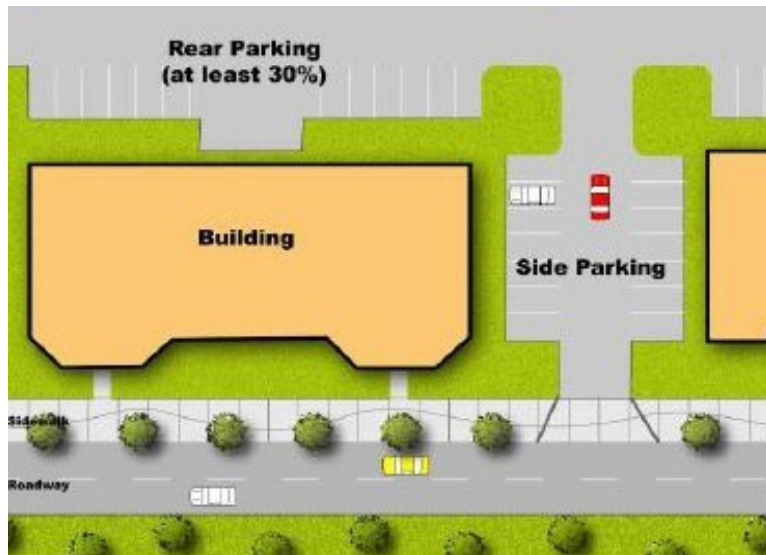 Rear Parking
(at least 30%)
Building
Side Parking
Sidewalk
Roadway